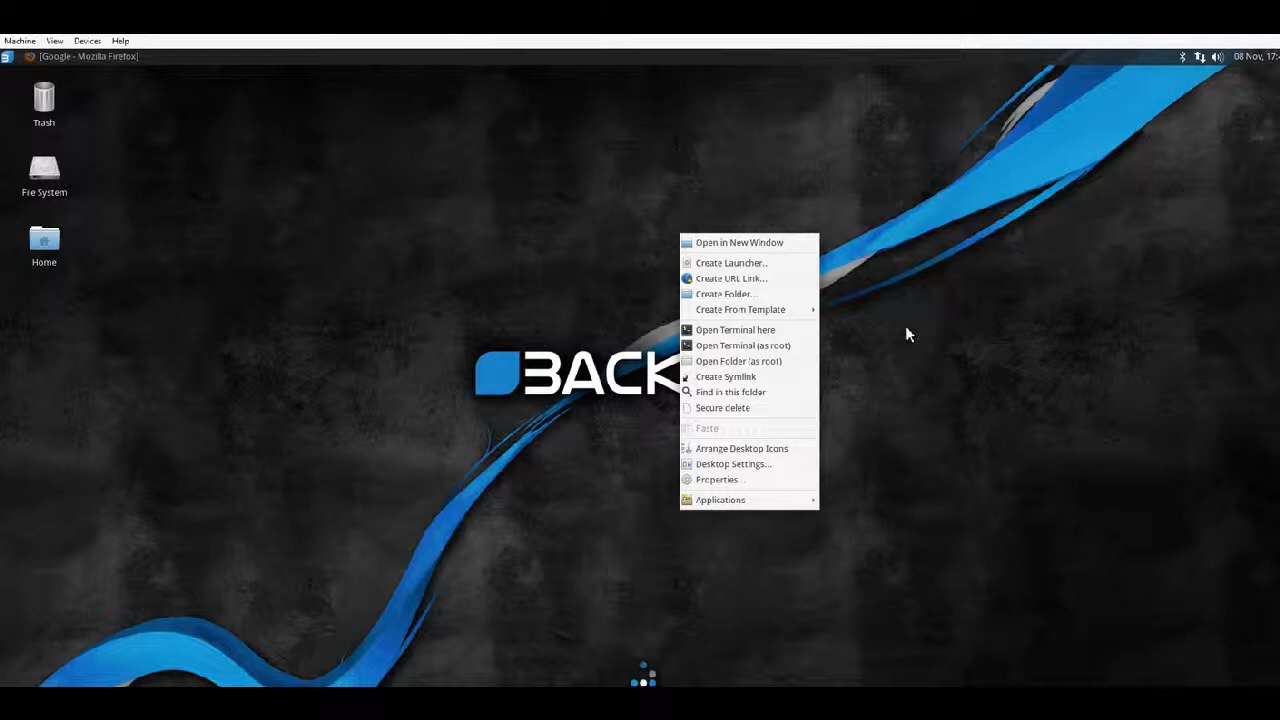 Machine View Devices Help
[Google - Mozilla Firefox]
08 Nov, 17:4
Trash
File System
Home
BACK
Open in New Window
Create Launcher...
Create URL Link...
Create Folder...
Create From Template
Open Terminal here
Open Terminal (as root)
Open Folder (as root)
Create Symlink
Find in this folder
Secure delete
Paste
Arrange Desktop Icons
Desktop Settings...
Properties...
Applications